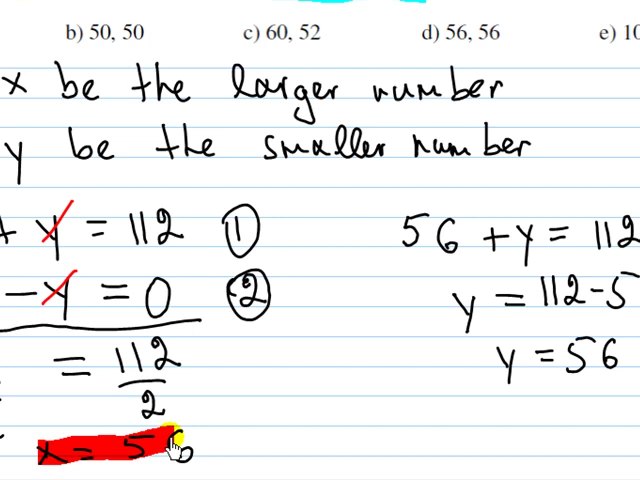 b) 50, 50 c) 60, 52 d) 56, 56 e) 10
x be the larger number
y be the smaller number
+ y = 112 ① 56 + y = 112
- y = 0 ② y = 112 - 5
= 112/2 y = 56
x = 56